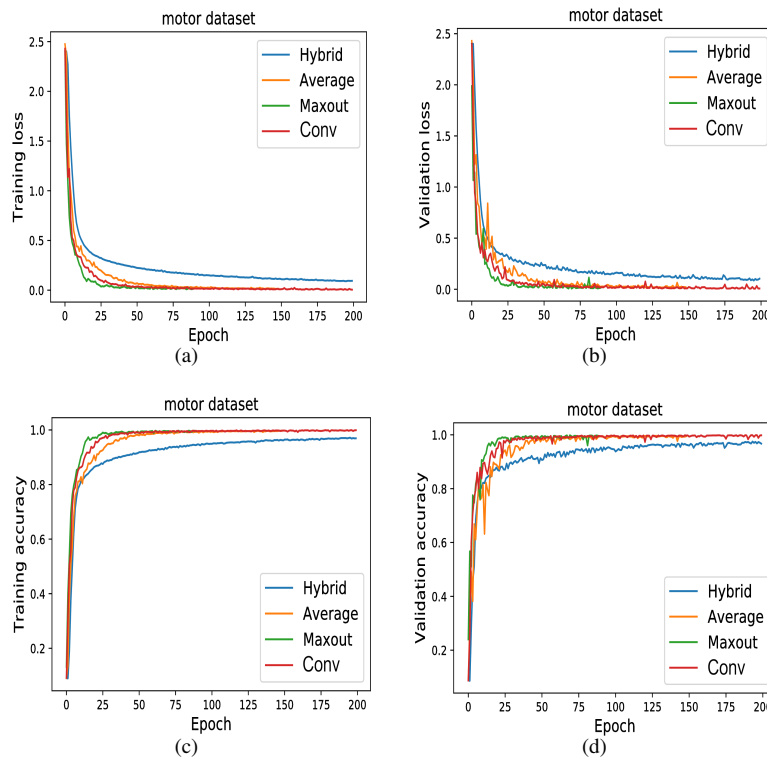 motor dataset
2.5
2.0
1.5
1.0
0.5
0.0
Training loss
Hybrid
Average
Maxout
Conv
0 25 50 75 100 125 150 175 200
Epoch
(a)
motor dataset
2.5
2.0
1.5
1.0
0.5
0.0
Validation loss
Hybrid
Average
Maxout
Conv
0 25 50 75 100 125 150 175 200
Epoch
(b)
motor dataset
1.0
0.8
0.6
0.4
0.2
Training accuracy
Hybrid
Average
Maxout
Conv
0 25 50 75 100 125 150 175 200
Epoch
(c)
motor dataset
1.0
0.8
0.6
0.4
0.2
Validation accuracy
Hybrid
Average
Maxout
Conv
0 25 50 75 100 125 150 175 200
Epoch
(d)